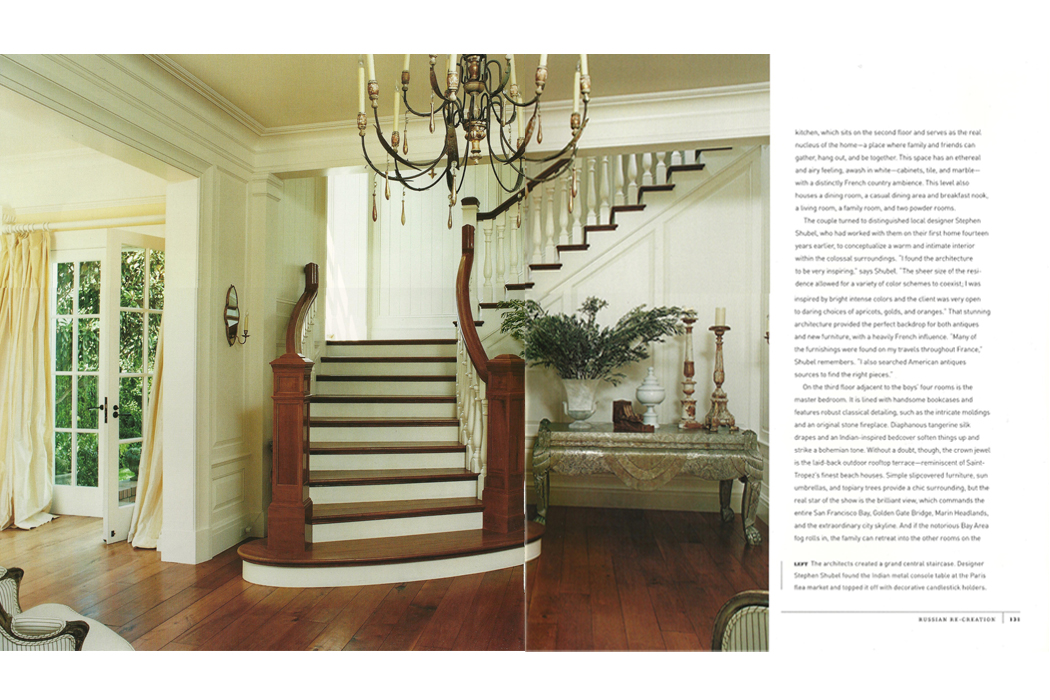 kitchen, which sits on the second floor and serves as the real
nucleus of the home—a place where family and friends can
gather, hang out, and be together. This space has an ethereal
and airy feeling, awash in white—cabinets, tile, and marble—
with a distinctly French country ambience. This level also
houses a dining room, a casual dining area and breakfast nook,
a living room, a family room, and two powder rooms.
The couple turned to distinguished local designer Stephen
Shubel, who had worked with them on their first home fourteen
years earlier, to conceptualize a warm and intimate interior
within the colossal surroundings. "I found the architecture
to be very inspiring," says Shubel. "The sheer size of the resi-
dence allowed for a variety of color schemes to coexist; I was
inspired by bright intense colors and the client was very open
to daring choices of apricots, golds, and oranges." That stunning
architecture provided the perfect backdrop for both antiques
and new furniture, with a heavily French influence. "Many of
the furnishings were found on my travels throughout France,"
Shubel remembers. "I also searched American antiques
sources to find the right pieces."
On the third floor adjacent to the boys' four rooms is the
master bedroom. It is lined with handsome bookcases and
features robust classical detailing, such as the intricate moldings
and an original stone fireplace. Diaphanous tangerine silk
drapes and an Indian-inspired bedcover soften things up and
strike a bohemian tone. Without a doubt, though, the crown jewel
is the laid-back outdoor rooftop terrace—reminiscent of Saint-
Tropez's finest beach houses. Simple slipcovered furniture, sun
umbrellas, and topiary trees provide a chic surrounding, but the
real star of the show is the brilliant view, which commands the
entire San Francisco Bay, Golden Gate Bridge, Marin Headlands,
and the extraordinary city skyline. And if the notorious Bay Area
fog rolls in, the family can retreat into the other rooms on the
LEFT The architects created a grand central staircase. Designer
Stephen Shubel found the Indian metal console table at the Paris
flea market and topped it off with decorative candlestick holders.
RUSSIAN RE-CREATION | 131